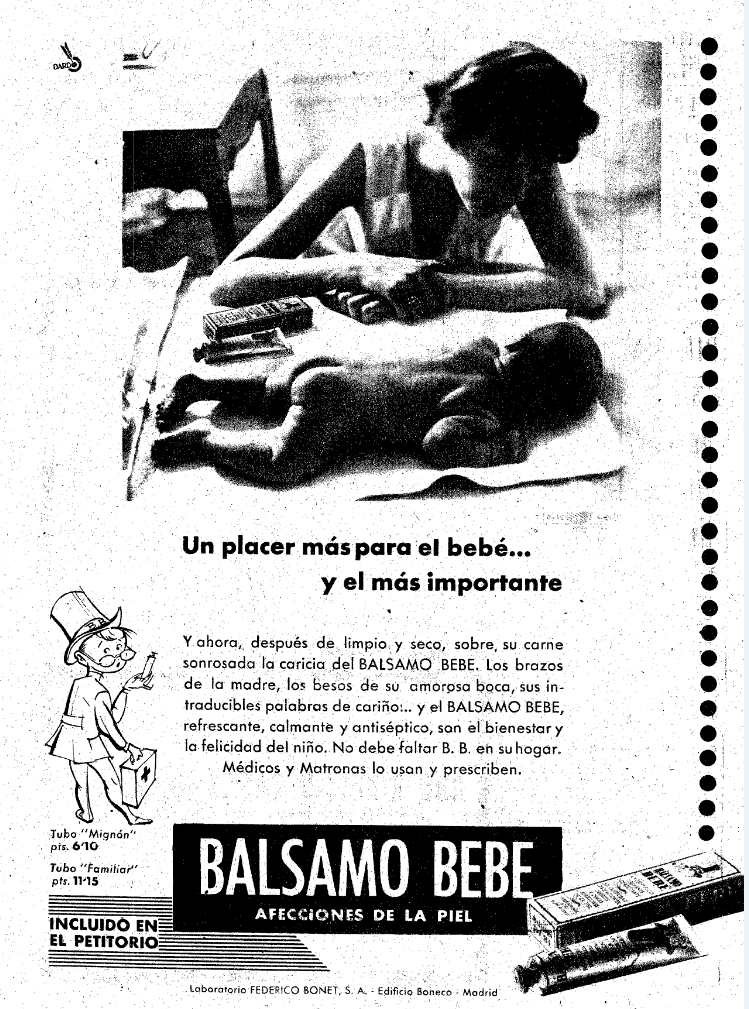 DARDO
Un placer más para el bebé...
y el más importante
Y ahora, después de limpio y seco, sobre su carne
sonrosada la caricia del BALSAMO BEBE. Los brazos
de la madre, los besos de su amorosa boca, sus in-
traducibles palabras de cariño... y el BALSAMO BEBE,
refrescante, calmante y antiséptico, son el bienestar y
la felicidad del niño. No debe faltar B. B. en su hogar.
Médicos y Matronas lo usan y prescriben.
Tubo "Mignón"
pts. 6'10
Tubo "Familiar"
pts. 11'15
INCLUIDO EN
EL PETITORIO
BALSAMO BEBE
AFECCIONES DE LA PIEL
Laboratorio FEDERICO BONET, S. A. - Edificio Boneco - Madrid